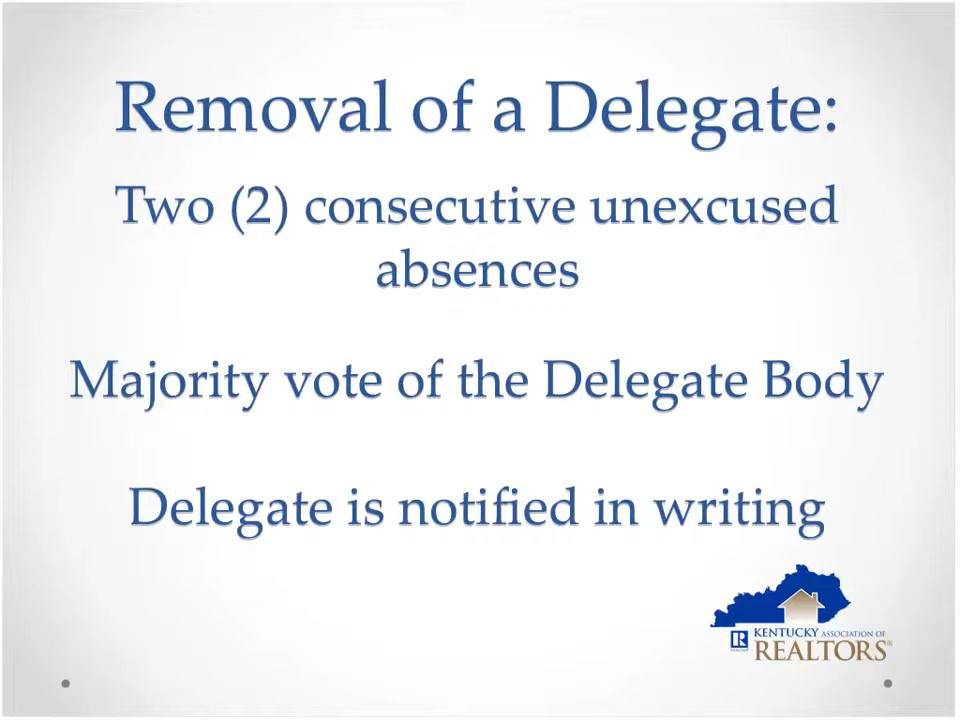 Removal of a Delegate:
Two (2) consecutive unexcused
absences
Majority vote of the Delegate Body
Delegate is notified in writing
KENTUCKY ASSOCIATION OF
REALTORS®